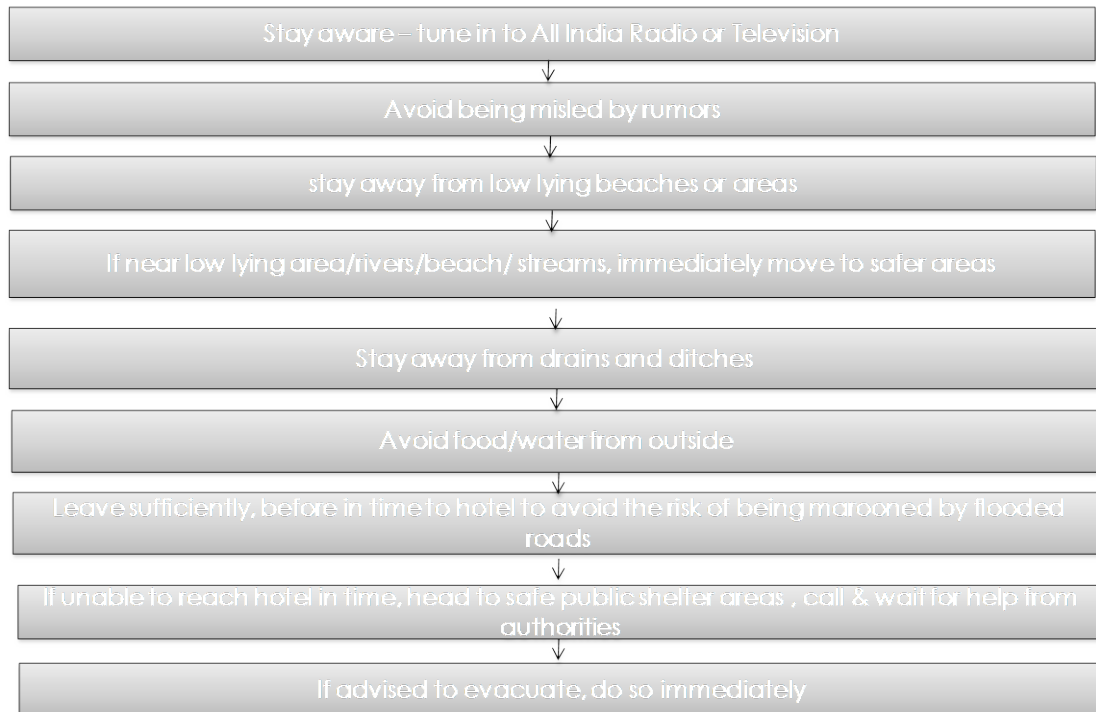 Stay aware – tune in to All India Radio or Television
Avoid being misled by rumors
stay away from low lying beaches or areas
If near low lying area/rivers/beach/ streams, immediately move to safer areas
Stay away from drains and ditches
Avoid food/water from outside
Leave sufficiently, before in time to hotel to avoid the risk of being marooned by flooded
roads
If unable to reach hotel in time, head to safe public shelter areas , call & wait for help from
authorities
If advised to evacuate, do so immediately